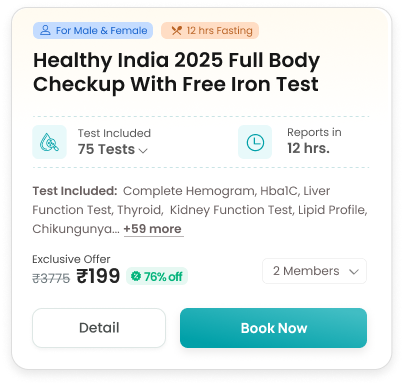 For Male & Female 12 hrs Fasting
Healthy India 2025 Full Body
Checkup With Free Iron Test
Test Included
75 Tests
Reports in
12 hrs.
Test Included: Complete Hemogram, Hba1C, Liver
Function Test, Thyroid, Kidney Function Test, Lipid Profile,
Chikungunya... +59 more
Exclusive Offer
₹3775 ₹199 76% off
2 Members
Detail
Book Now